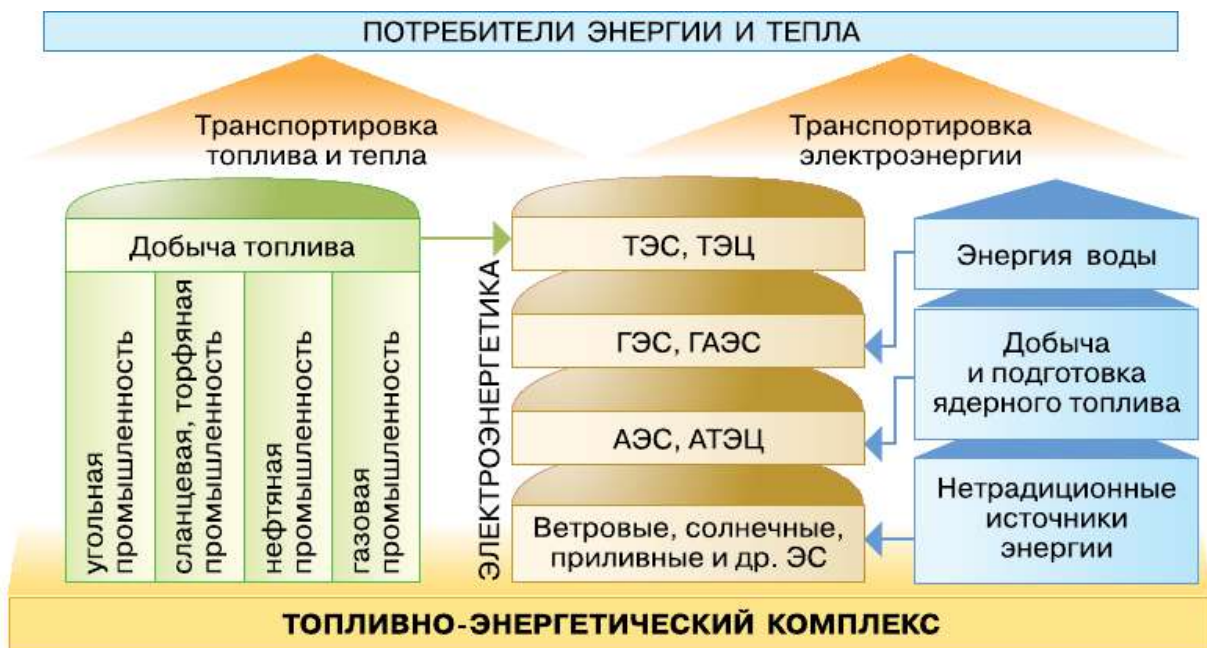 ПОТРЕБИТЕЛИ ЭНЕРГИИ И ТЕПЛА
Транспортировка
топлива и тепла
Транспортировка
электроэнергии
Добыча топлива
угольная
промышленность
сланцевая, торфяная
промышленность
нефтяная
промышленность
газовая
промышленность
ЭЛЕКТРОЭНЕРГЕТИКА
ТЭС, ТЭЦ
ГЭС, ГАЭС
АЭС, АТЭЦ
Ветровые, солнечные,
приливные и др. ЭС
Энергия воды
Добыча
и подготовка
ядерного топлива
Нетрадиционные
источники
энергии
ТОПЛИВНО-ЭНЕРГЕТИЧЕСКИЙ КОМПЛЕКС